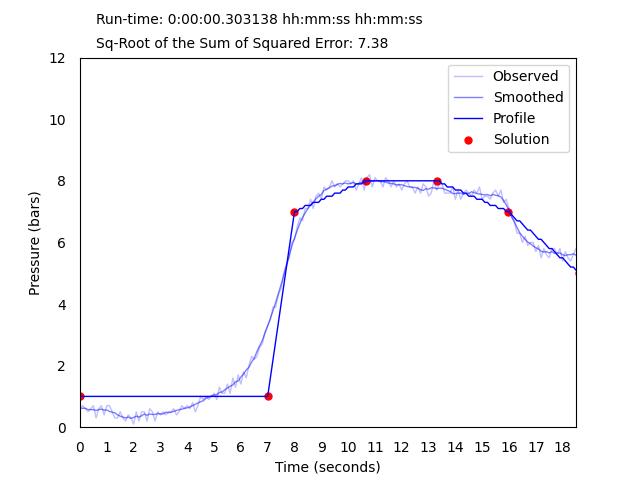 Run-time: 0:00:00.303138 hh:mm:ss hh:mm:ss
Sq-Root of the Sum of Squared Error: 7.38
Observed
Smoothed
Profile
Solution
Pressure (bars)
12
10
8
6
4
2
0
0 1 2 3 4 5 6 7 8 9 10 11 12 13 14 15 16 17 18
Time (seconds)